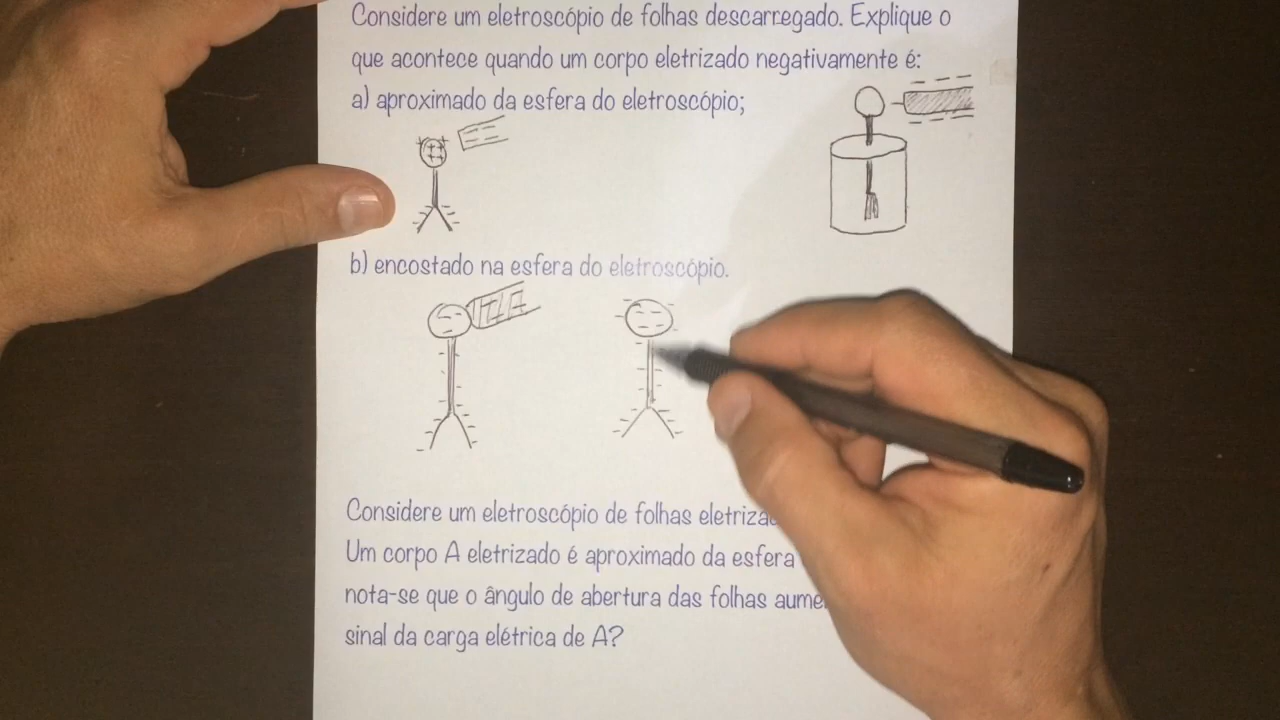 Considere um eletroscópio de folhas descarregado. Explique o
que acontece quando um corpo eletrizado negativamente é:
a) aproximado da esfera do eletroscópio;
b) encostado na esfera do eletroscópio.
Considere um eletroscópio de folhas
Um corpo A eletrizado é aproximado da esfera
nota-se que o ângulo de abertura das folhas
sinal da carga elétrica de A?